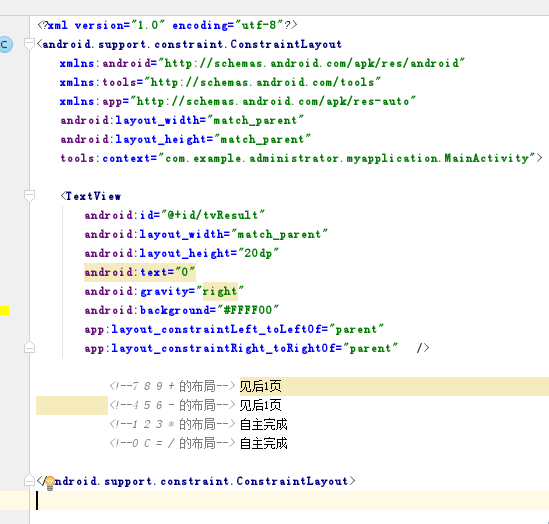 <?xml version="1.0" encoding="utf-8"?>
<android.support.constraint.ConstraintLayout
xmlns:android="http://schemas.android.com/apk/res/android"
xmlns:tools="http://schemas.android.com/tools"
xmlns:app="http://schemas.android.com/apk/res-auto"
android:layout_width="match_parent"
android:layout_height="match_parent"
tools:context="com.example.administrator.myapplication.MainActivity">
<TextView
android:id="@+id/tvResult"
android:layout_width="match_parent"
android:layout_height="20dp"
android:text="0"
android:gravity="right"
android:background="#FFFF00"
app:layout_constraintLeft_toLeftOf="parent"
app:layout_constraintRight_toRightOf="parent" />
<!--7 8 9 + 的布局--> 见后1页
<!--4 5 6 - 的布局--> 见后1页
<!--1 2 3 * 的布局--> 自主完成
<!--0 C = / 的布局--> 自主完成
</android.support.constraint.ConstraintLayout>